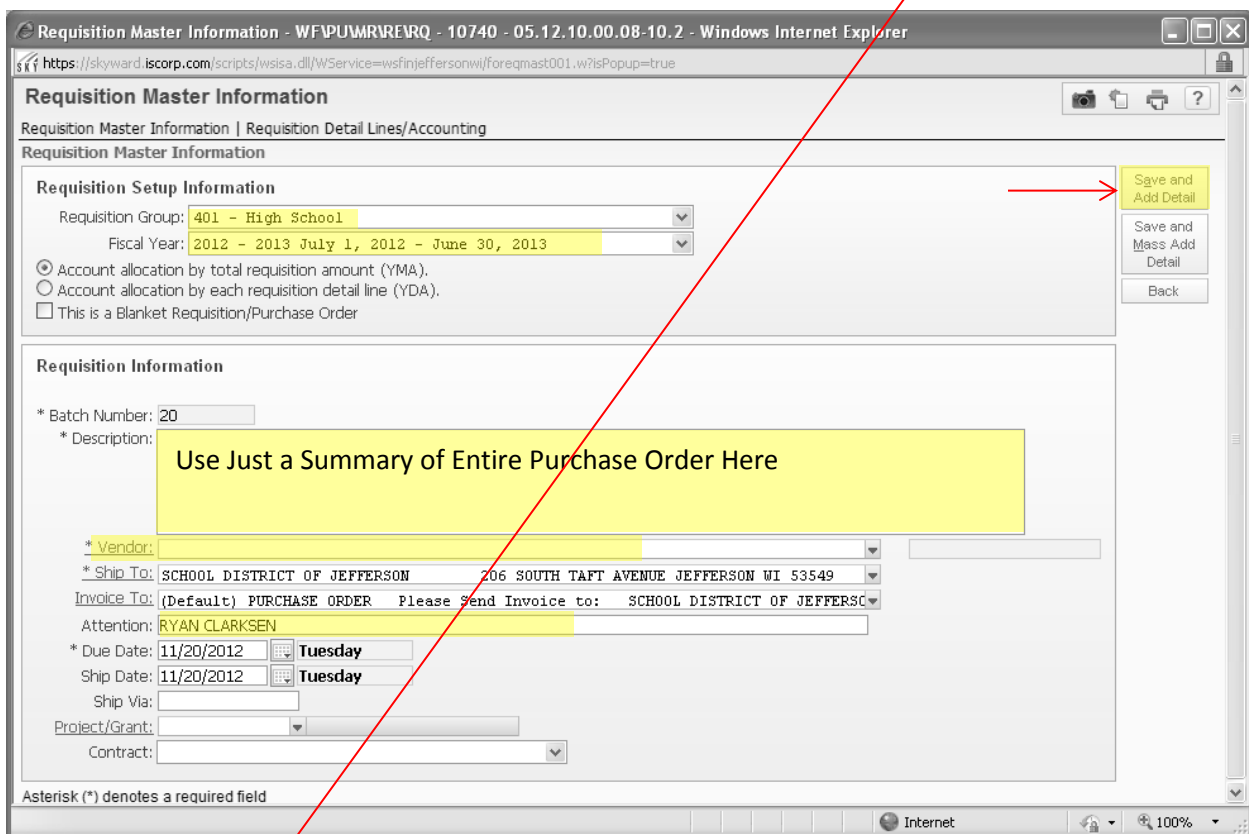 Requisition Master Information - WF\PU\MR\RE\RQ - 10740 - 05.12.10.00.08-10.2 - Windows Internet Explorer
https://skyward.iscorp.com/scripts/wsisa.dll/WService=wsfinjeffersonwi/foreqmast001.w?isPopup=true
Requisition Master Information
Requisition Master Information | Requisition Detail Lines/Accounting
Requisition Master Information
Requisition Setup Information
Requisition Group: 401 - High School
Fiscal Year: 2012 - 2013 July 1, 2012 - June 30, 2013
Account allocation by total requisition amount (YMA).
Account allocation by each requisition detail line (YDA).
This is a Blanket Requisition/Purchase Order
Save and
Add Detail
Save and
Mass Add
Detail
Back
Requisition Information
* Batch Number: 20
* Description:
Use Just a Summary of Entire Purchase Order Here
* Vendor:
* Ship To: SCHOOL DISTRICT OF JEFFERSON 206 SOUTH TAFT AVENUE JEFFERSON WI 53549
Invoice To: (Default) PURCHASE ORDER Please Send Invoice to: SCHOOL DISTRICT OF JEFFERSO
Attention: RYAN CLARKSEN
* Due Date: 11/20/2012 Tuesday
Ship Date: 11/20/2012 Tuesday
Ship Via:
Project/Grant:
Contract:
Asterisk (*) denotes a required field
Internet 100%